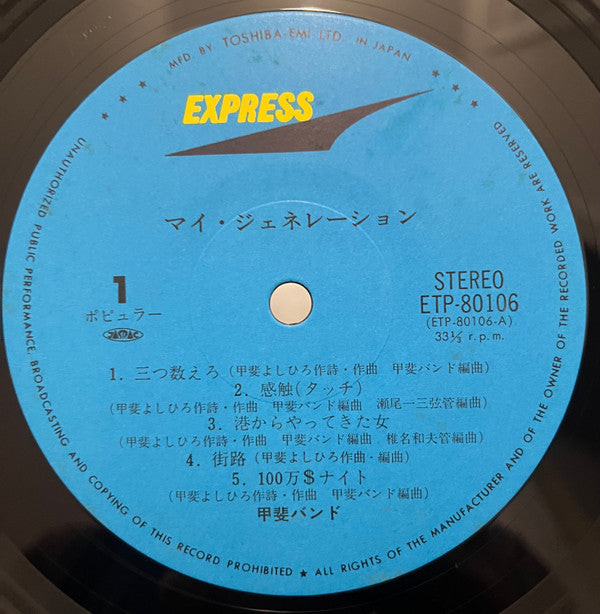 MFD. BY TOSHIBA-EMI LTD. IN JAPAN
EXPRESS
マイ・ジェネレーション
1
ポピュラー
JASRAC
STEREO
ETP-80106
(ETP-80106-A)
33⅓ r.p.m.
1. 三つ数えろ (甲斐よしひろ作詩・作曲 甲斐バンド編曲)
2. 感触(タッチ)
(甲斐よしひろ作詩・作曲 甲斐バンド編曲 瀬尾一三弦管編曲)
3. 港からやってきた女
(甲斐よしひろ作詩・作曲 甲斐バンド編曲 椎名和夫管編曲)
4. 街路 (甲斐よしひろ作詩・作曲・編曲)
5. 100万$ナイト
(甲斐よしひろ作詩・作曲 甲斐バンド編曲)
甲斐バンド
UNAUTHORIZED PUBLIC PERFORMANCE. BROADCASTING AND COPYING OF THIS RECORD PROHIBITED ★ ALL RIGHTS OF THE MANUFACTURER AND OF THE OWNER OF THE RECORDED WORK ARE RESERVED